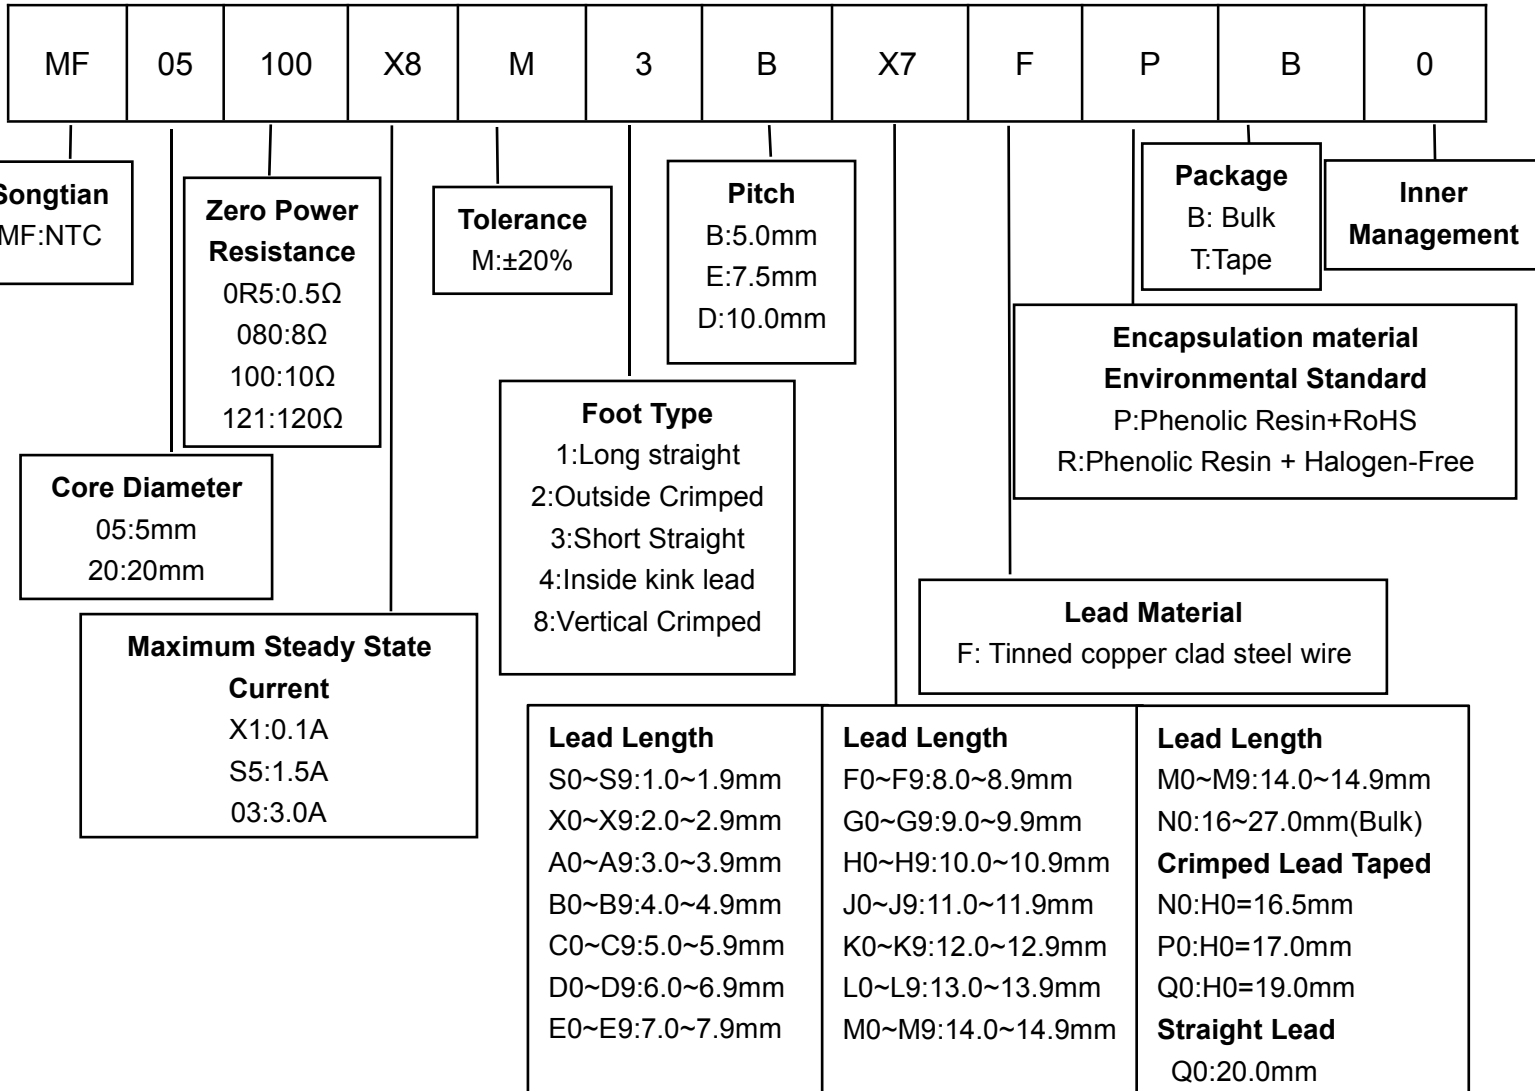 MF 05 100 X8 M 3 B X7 F P B 0
Songtian
MF:NTC
Zero Power
Resistance
0R5:0.5Ω
080:8Ω
100:10Ω
121:120Ω
Tolerance
M:±20%
Pitch
B:5.0mm
E:7.5mm
D:10.0mm
Package
B: Bulk
T:Tape
Inner
Management
Encapsulation material
Environmental Standard
P:Phenolic Resin+RoHS
R:Phenolic Resin + Halogen-Free
Foot Type
1:Long straight
2:Outside Crimped
3:Short Straight
4:Inside kink lead
8:Vertical Crimped
Core Diameter
05:5mm
20:20mm
Lead Material
F: Tinned copper clad steel wire
Maximum Steady State
Current
X1:0.1A
S5:1.5A
03:3.0A
Lead Length
S0~S9:1.0~1.9mm
X0~X9:2.0~2.9mm
A0~A9:3.0~3.9mm
B0~B9:4.0~4.9mm
C0~C9:5.0~5.9mm
D0~D9:6.0~6.9mm
E0~E9:7.0~7.9mm
Lead Length
F0~F9:8.0~8.9mm
G0~G9:9.0~9.9mm
H0~H9:10.0~10.9mm
J0~J9:11.0~11.9mm
K0~K9:12.0~12.9mm
L0~L9:13.0~13.9mm
M0~M9:14.0~14.9mm
Lead Length
M0~M9:14.0~14.9mm
N0:16~27.0mm(Bulk)
Crimped Lead Taped
N0:H0=16.5mm
P0:H0=17.0mm
Q0:H0=19.0mm
Straight Lead
Q0:20.0mm